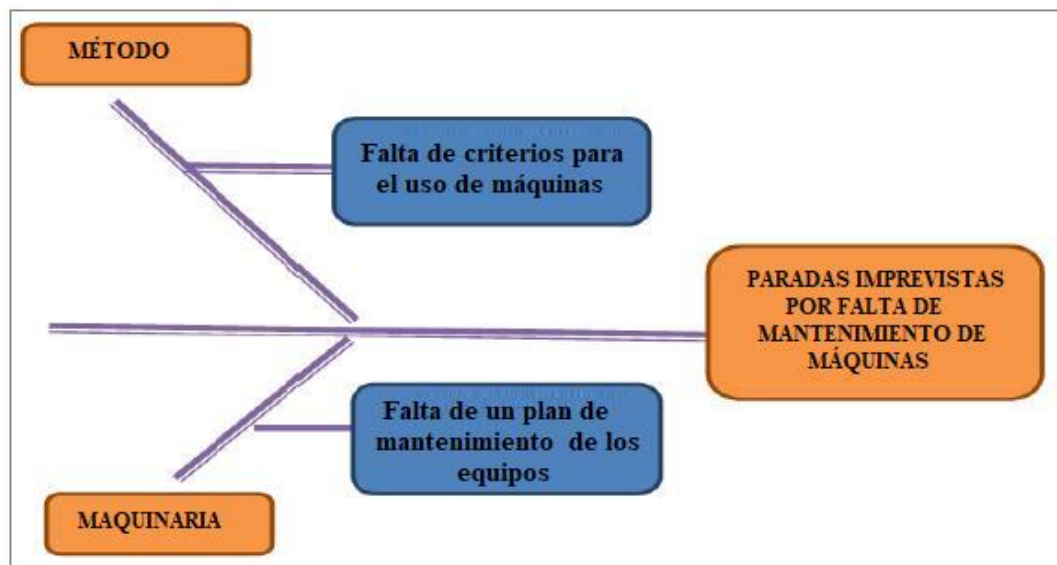 MÉTODO
Falta de criterios para
el uso de máquinas
PARADAS IMPREVISTAS
POR FALTA DE
MANTENIMIENTO DE
MÁQUINAS
Falta de un plan de
mantenimiento de los
equipos
MAQUINARIA